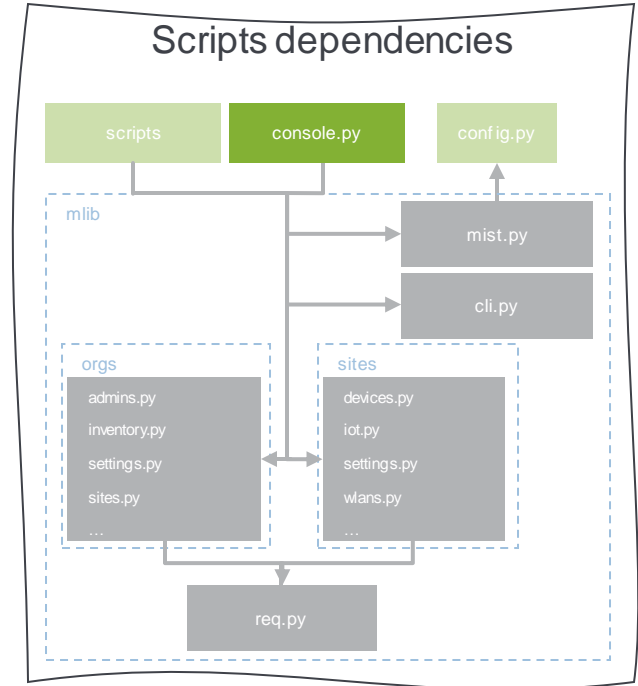 Scripts dependencies
scripts
console.py
config.py
mlib
mist.py
cli.py
orgs
admins.py
inventory.py
settings.py
sites.py
...
sites
devices.py
iot.py
settings.py
wlans.py
...
req.py